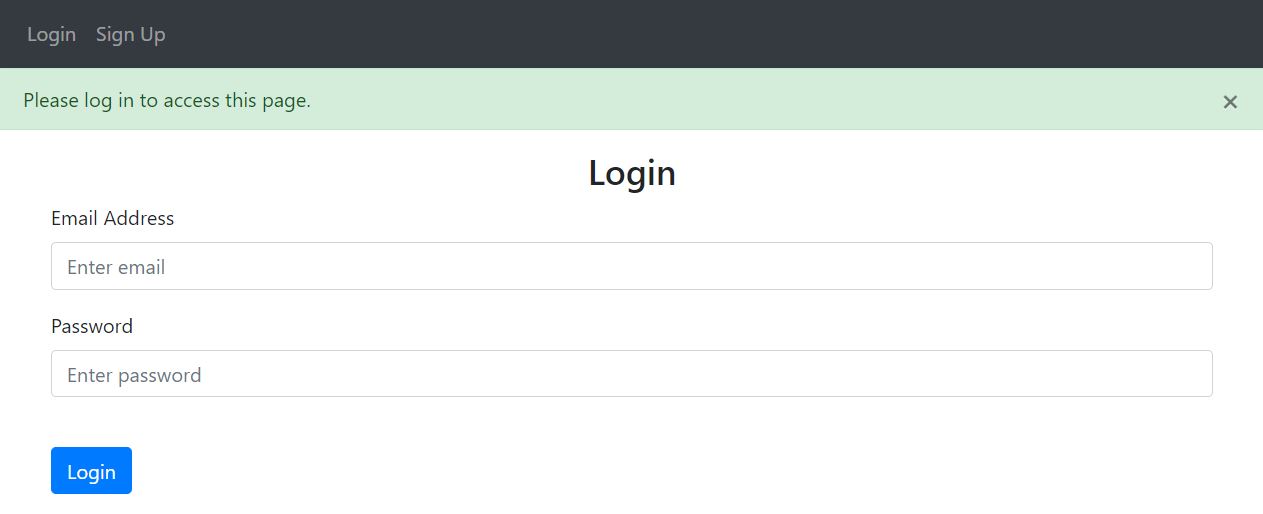 Login Sign Up
Please log in to access this page. ×
Login
Email Address
Enter email
Password
Enter password
Login